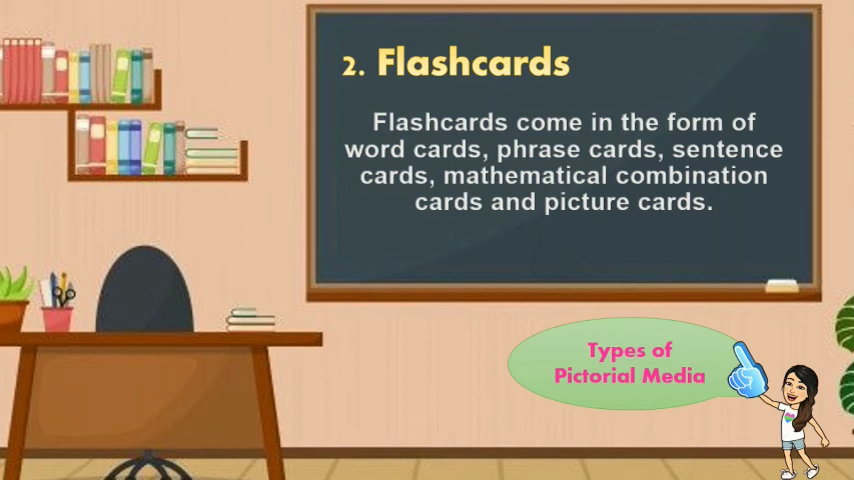 2. Flashcards
Flashcards come in the form of
word cards, phrase cards, sentence
cards, mathematical combination
cards and picture cards.
Types of
Pictorial Media